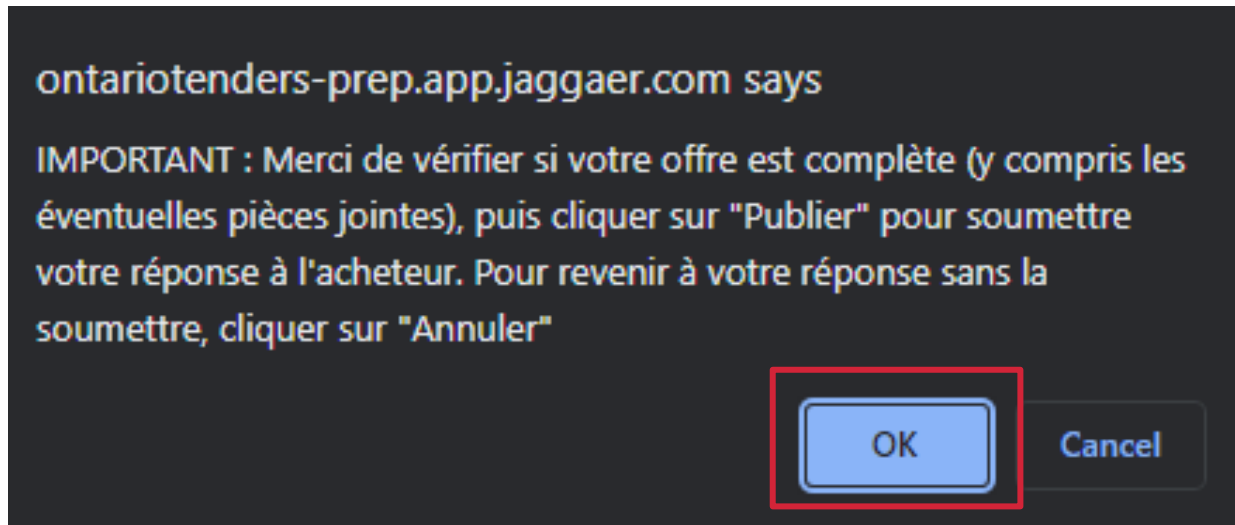 ontariotenders-prep.app.jaggaer.com says
IMPORTANT : Merci de vérifier si votre offre est complète (y compris les
éventuelles pièces jointes), puis cliquer sur "Publier" pour soumettre
votre réponse à l'acheteur. Pour revenir à votre réponse sans la
soumettre, cliquer sur "Annuler"
OK Cancel